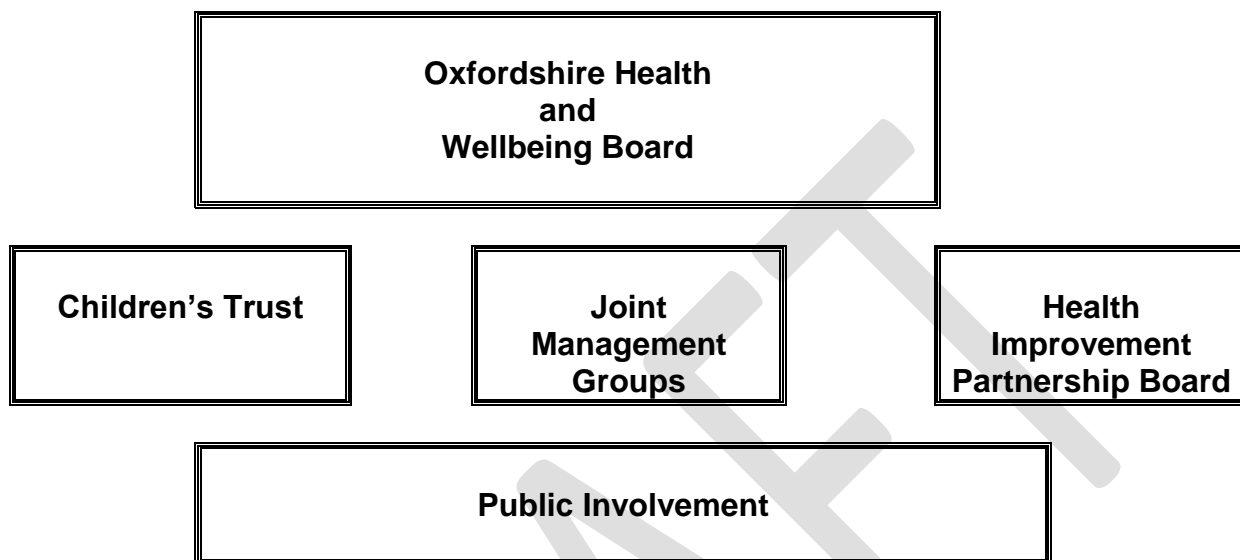 Oxfordshire Health
and
Wellbeing Board
Children’s Trust
Joint
Management
Groups
Health
Improvement
Partnership Board
Public Involvement